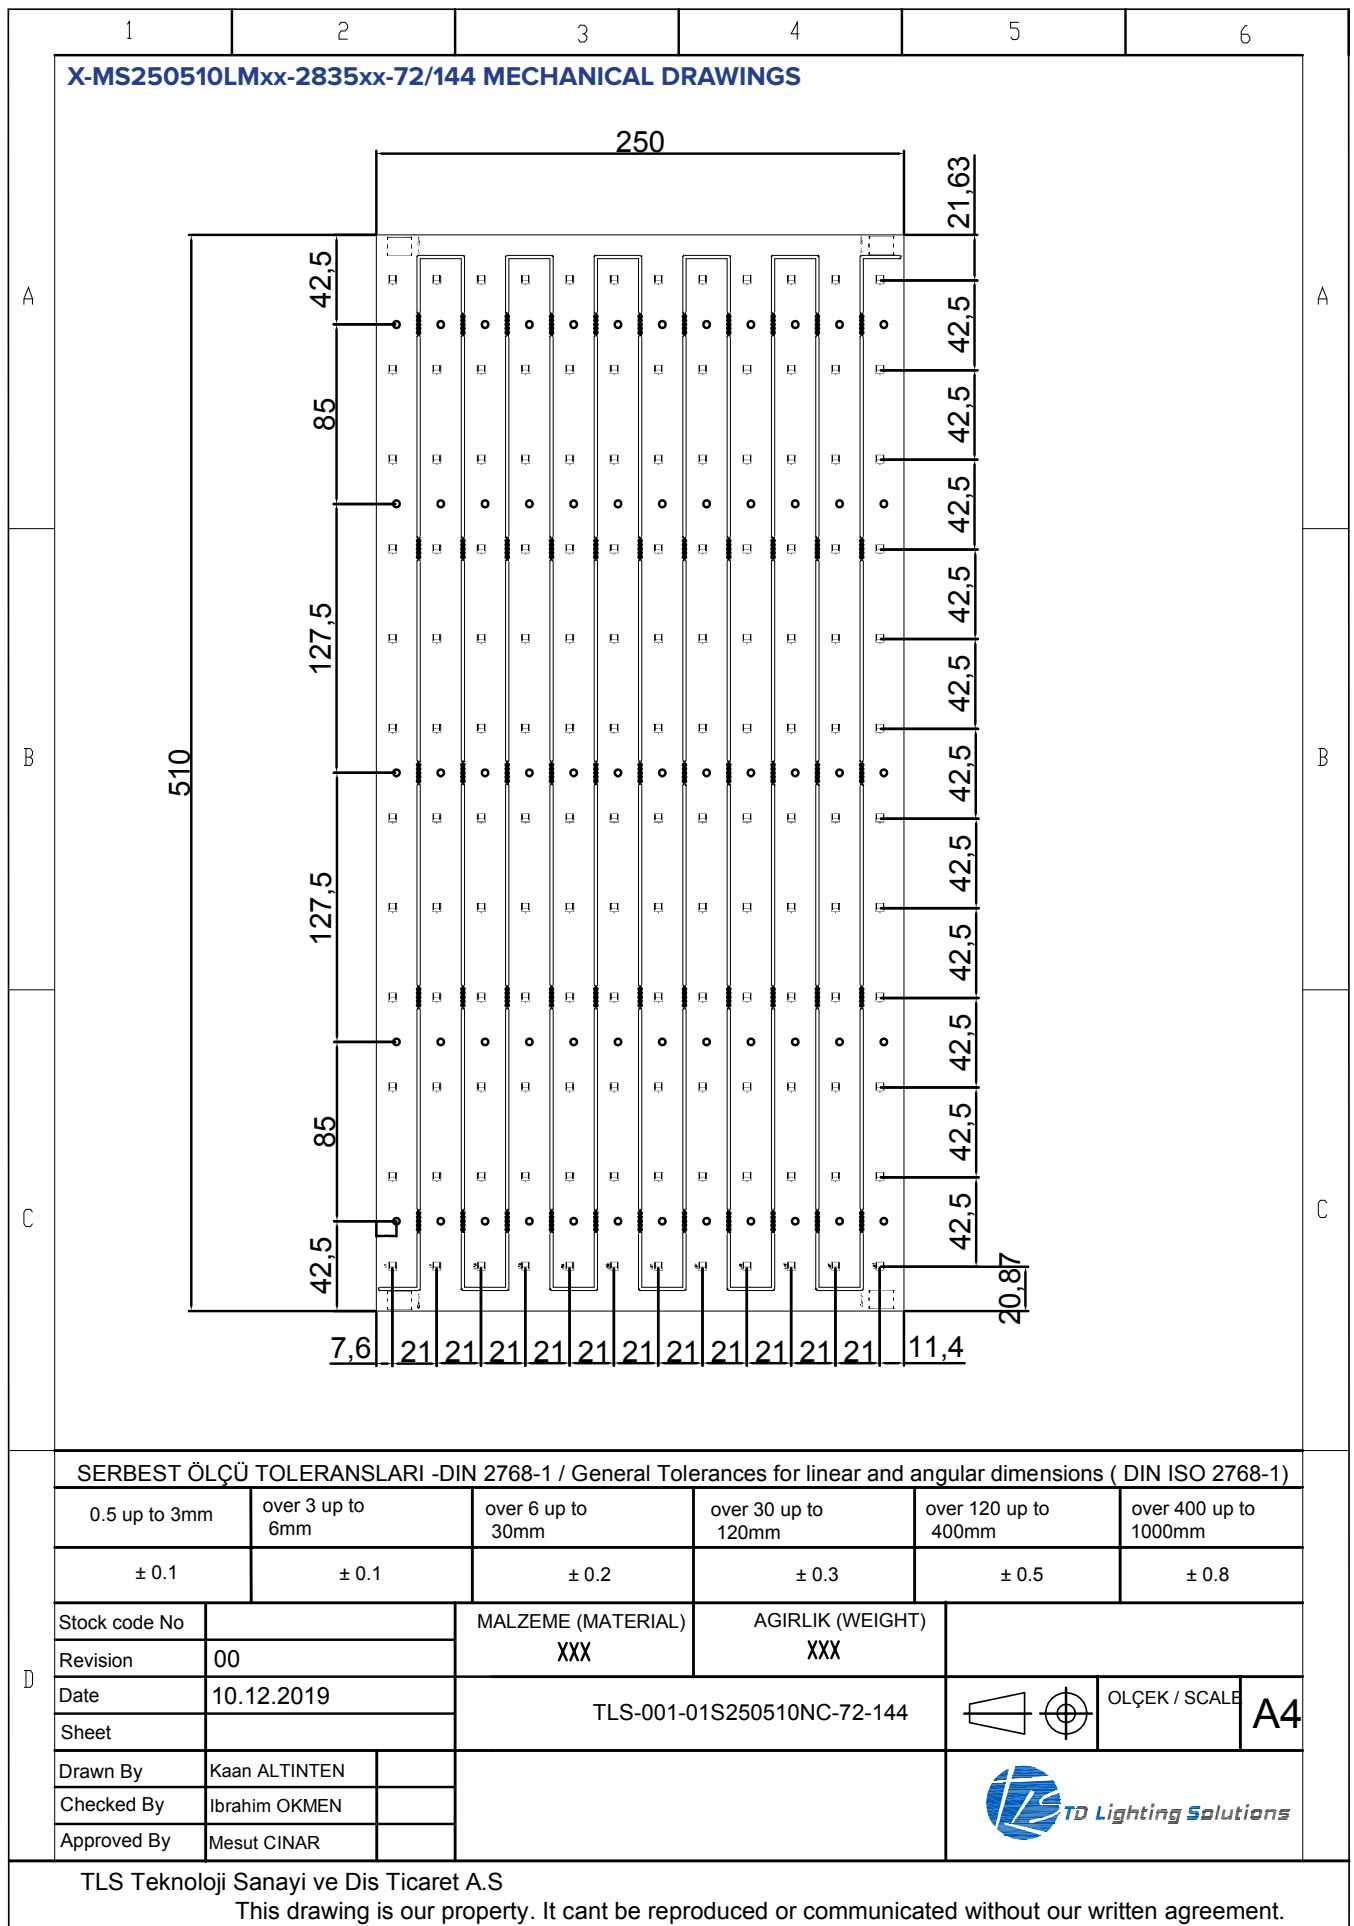 1 2 3 4 5 6
X-MS250510LMxx-2835xx-72/144 MECHANICAL DRAWINGS
250
21,63
42,5
42,5
A
A
42,5
85
42,5
42,5
127,5
42,5
B
510
42,5
B
127,5
42,5
42,5
42,5
85
42,5
C
42,5
C
42,5
20,87
7,6 21 21 21 21 21 21 21 21 21 21 21 11,4
SERBEST ÖLÇÜ TOLERANSLARI -DIN 2768-1 / General Tolerances for linear and angular dimensions ( DIN ISO 2768-1)
0.5 up to 3mm
over 3 up to
6mm
over 6 up to
30mm
over 30 up to
120mm
over 120 up to
400mm
over 400 up to
1000mm
± 0.1 ± 0.1 ± 0.2 ± 0.3 ± 0.5 ± 0.8
Stock code No
MALZEME (MATERIAL)
XXX
AGIRLIK (WEIGHT)
XXX
Revision 00
D
Date 10.12.2019
TLS-001-01S250510NC-72-144
OLÇEK / SCALE
A4
Sheet
Drawn By Kaan ALTINTEN
Checked By Ibrahim OKMEN
Approved By Mesut CINAR
TLS
TD Lighting Solutions
TLS Teknoloji Sanayi ve Dis Ticaret A.S
This drawing is our property. It cant be reproduced or communicated without our written agreement.